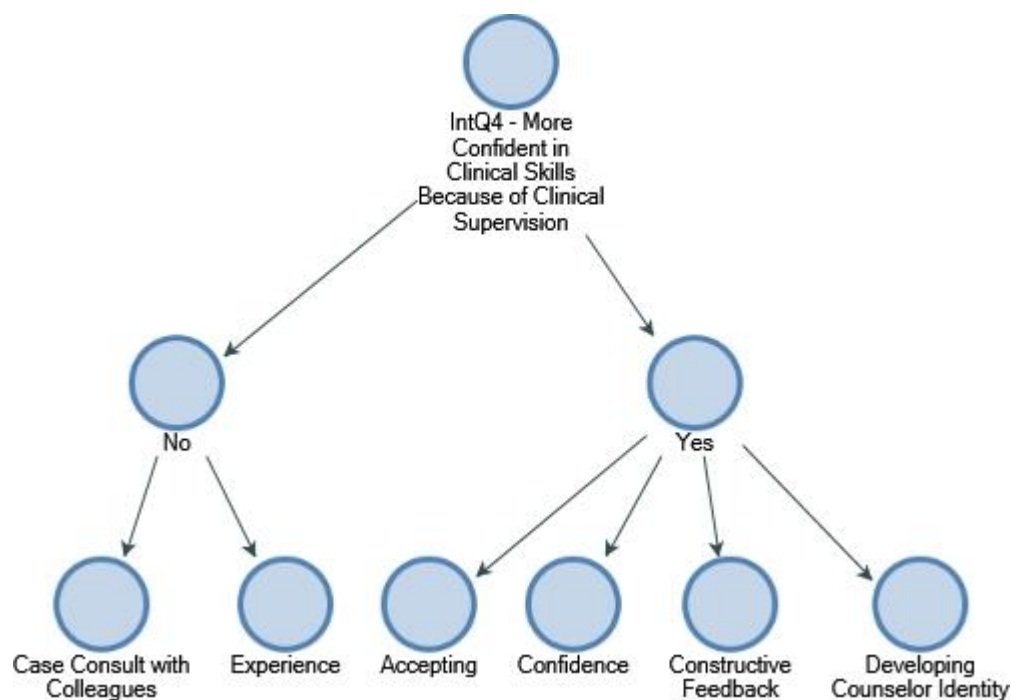 IntQ4 - More
Confident in
Clinical Skills
Because of Clinical
Supervision
No
Yes
Case Consult with
Colleagues
Experience
Accepting
Confidence
Constructive
Feedback
Developing
Counselor Identity